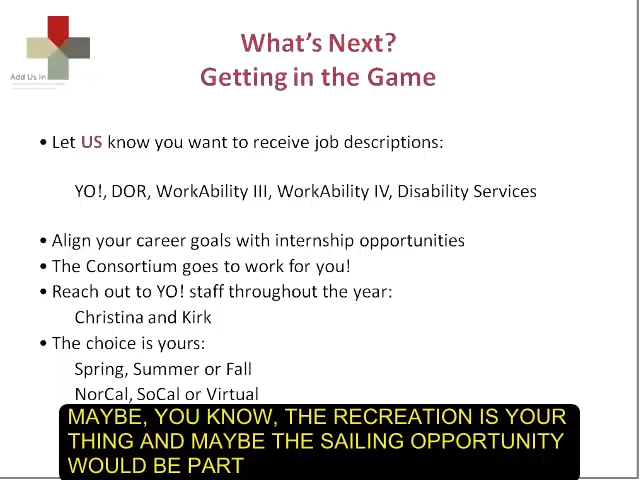 What's Next?
Getting in the Game
Add Us In
• Let US know you want to receive job descriptions:
YO!, DOR, WorkAbility III, WorkAbility IV, Disability Services
• Align your career goals with internship opportunities
• The Consortium goes to work for you!
• Reach out to YO! staff throughout the year:
Christina and Kirk
• The choice is yours:
Spring, Summer or Fall
NorCal, SoCal or Virtual
MAYBE, YOU KNOW, THE RECREATION IS YOUR
THING AND MAYBE THE SAILING OPPORTUNITY
WOULD BE PART